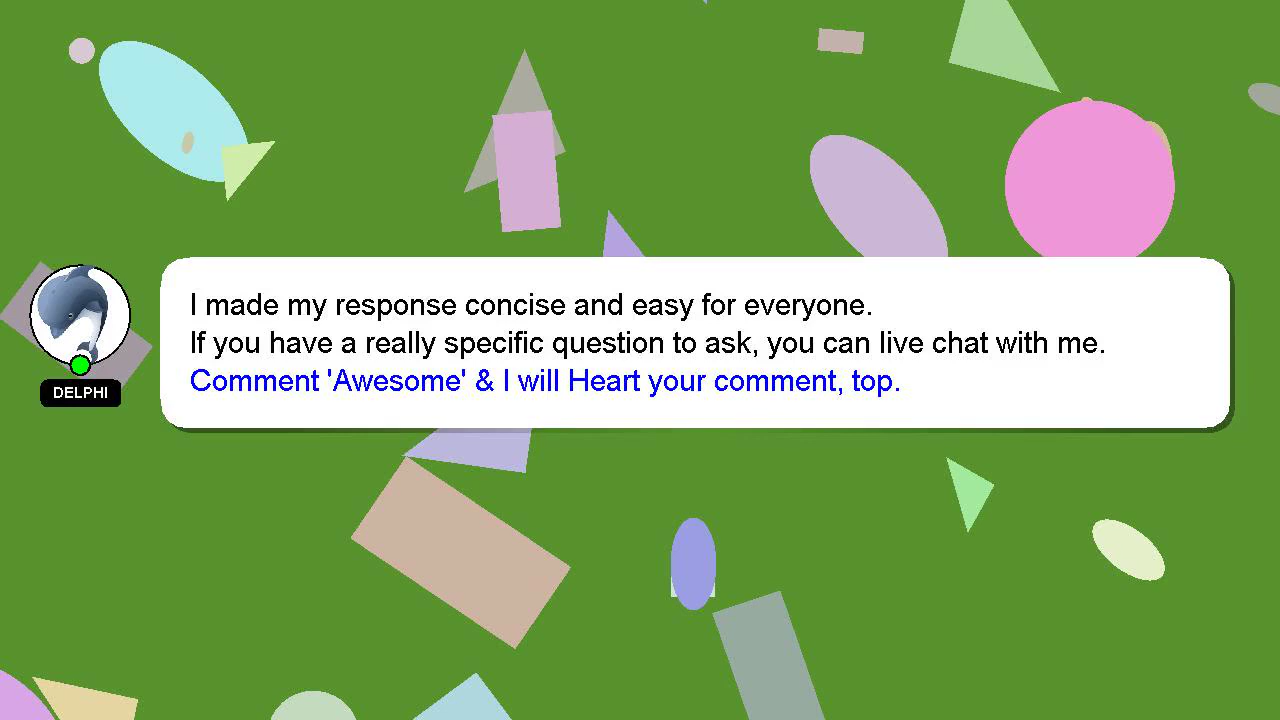 I made my response concise and easy for everyone.
If you have a really specific question to ask, you can live chat with me.
Comment 'Awesome' & I will Heart your comment, top.
DELPHI